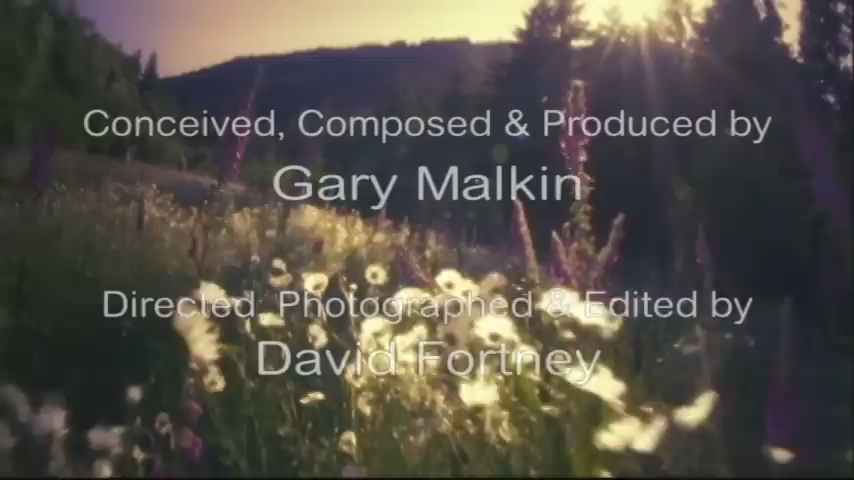 Conceived, Composed & Produced by
Gary Malkin
Directed, Photographed & Edited by
David Fortney